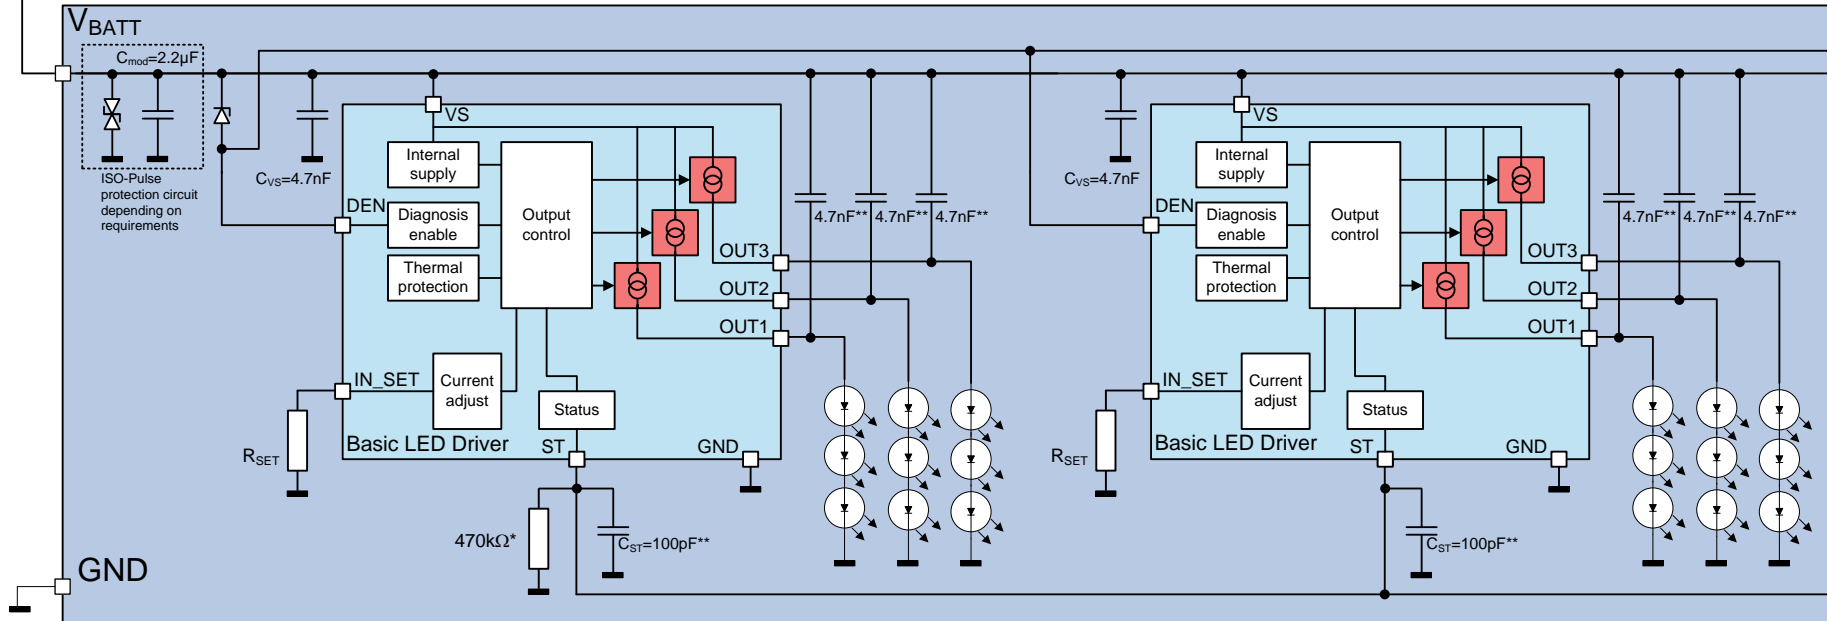 VBATT
Cmod=2.2µF
ISO-Pulse
protection circuit
depending on
requirements
CVS=4.7nF
VS
Internal
supply
DEN
Diagnosis
enable
Thermal
protection
Output
control
OUT3
OUT2
OUT1
4.7nF**
4.7nF**
4.7nF**
IN_SET
Current
adjust
Status
Basic LED Driver
ST
GND
RSET
470kΩ*
CST=100pF**
CVS=4.7nF
VS
Internal
supply
DEN
Diagnosis
enable
Thermal
protection
Output
control
OUT3
OUT2
OUT1
4.7nF**
4.7nF**
4.7nF**
IN_SET
Current
adjust
Status
Basic LED Driver
ST
GND
RSET
CST=100pF**
GND